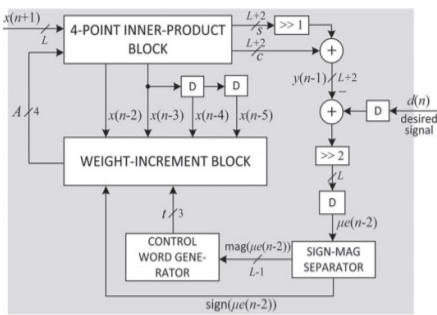 x(n+1)
L
4-POINT INNER-PRODUCT
BLOCK
L+2
s
>> 1
L+2
c
+
y(n-1)
L+2
−
+
D
d(n)
desired
signal
D
D
A
4
x(n-2)
x(n-3)
x(n-4)
x(n-5)
WEIGHT-INCREMENT BLOCK
>> 2
L
D
μe(n-2)
t
3
CONTROL
WORD GENE-
RATOR
mag(μe(n-2))
L-1
SIGN-MAG
SEPARATOR
sign(μe(n-2))